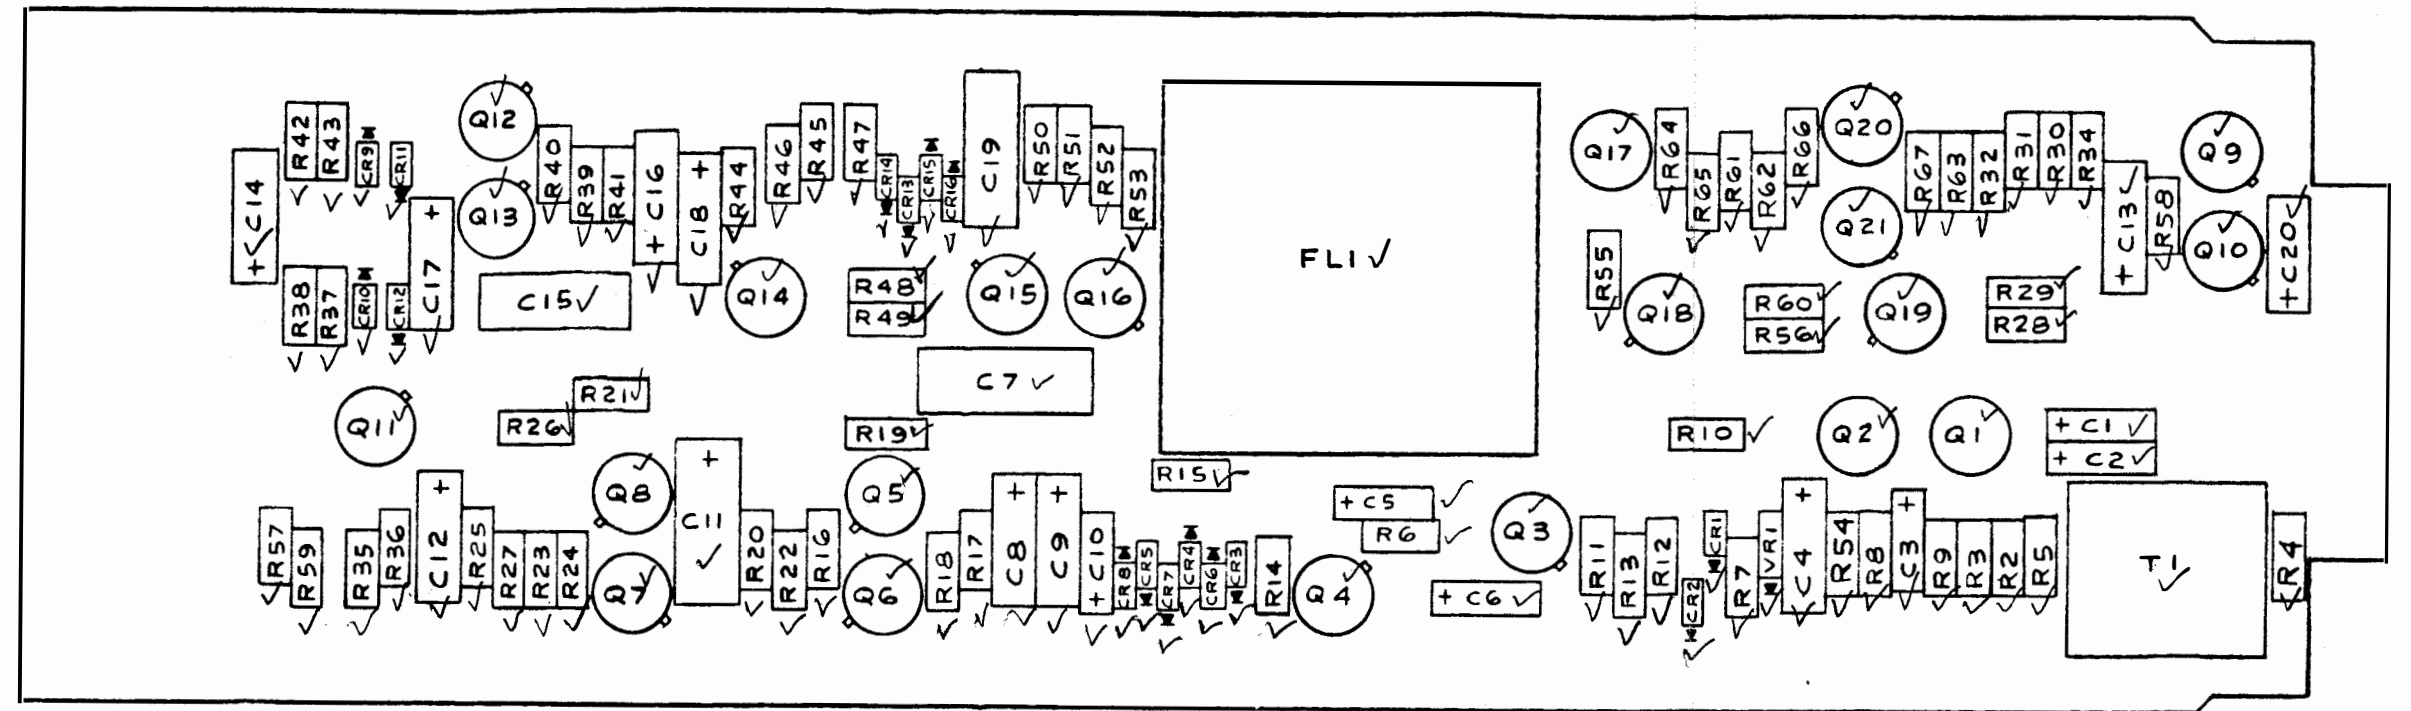 R42
R43
CR9
CR11
+ C14
R38
R37
CR10
CR12
+
C17
Q12
Q13
R40
R39
R41
+ C16
+
C18
R44
C15
Q14
R46
R45
R47
CR14
CR13
CR15
CR16
C19
R50
R51
R52
R53
R48
R49
Q15
Q16
C7
FL1
Q17
R64
R65
R61
R62
R66
Q20
Q21
R67
R63
R32
R31
R30
R34
+ C13
R58
Q9
Q10
+C20
R55
Q18
R60
R56
Q19
R29
R28
Q11
R21
R26
R19
R15
R10
Q2
Q1
+ C1
+ C2
R57
R59
R35
R36
+
C12
R25
R27
R23
R24
Q8
Q7
+
C11
R20
R22
R16
Q5
Q6
R18
R17
+
C8
+
C9
+ C10
CR8
CR5
CR7
CR4
CR6
CR3
R14
Q4
+ C5
R6
+ C6
Q3
R11
R13
R12
CR2
CR1
R7
VR1
+
C4
R54
R8
+
C3
R9
R3
R2
R5
T1
R4